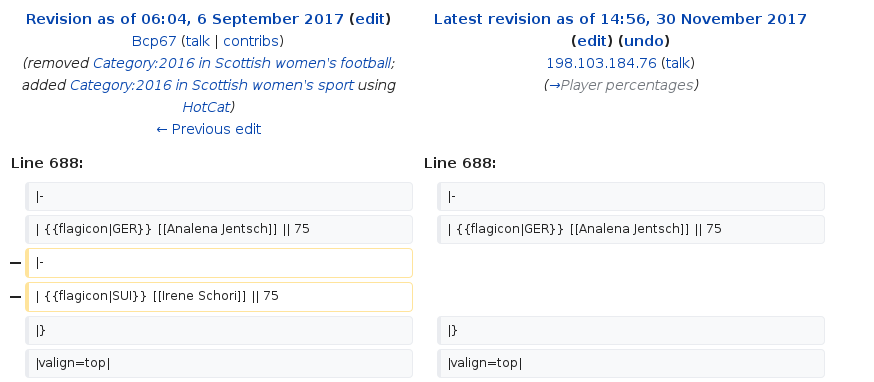 Revision as of 06:04, 6 September 2017 (edit)
Bcp67 (talk | contribs)
(removed Category:2016 in Scottish women's football;
added Category:2016 in Scottish women's sport using
HotCat)
← Previous edit
Latest revision as of 14:56, 30 November 2017
(edit) (undo)
198.103.184.76 (talk)
(→Player percentages)
Line 688:
Line 688:
|-
|-
| {{flagicon|GER}} [[Analena Jentsch]] || 75
| {{flagicon|GER}} [[Analena Jentsch]] || 75
− |-
− | {{flagicon|SUI}} [[Irene Schori]] || 75
|}
|}
|valign=top|
|valign=top|